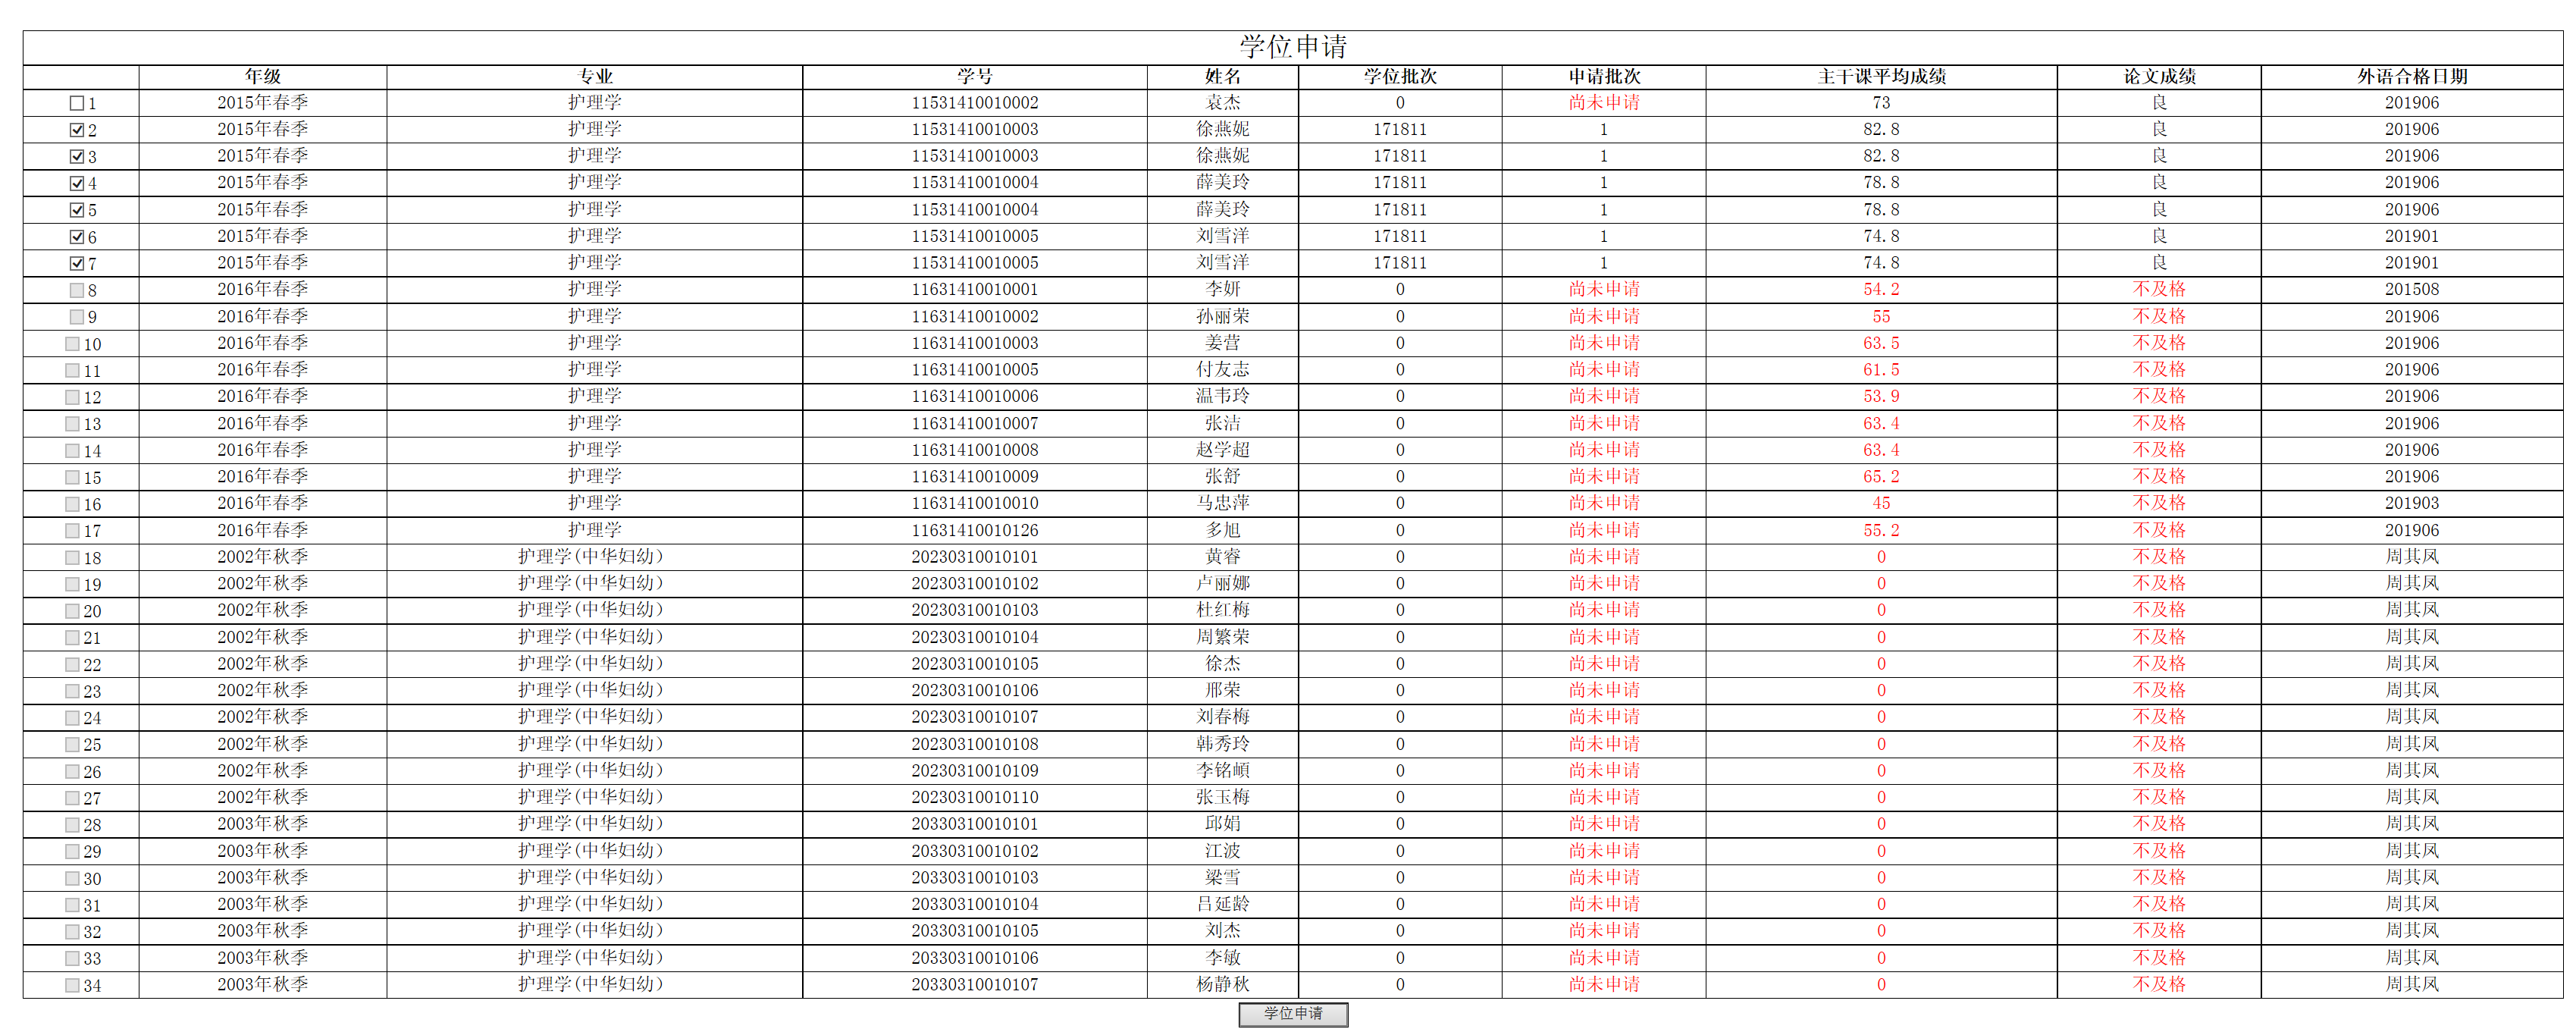 学位申请
年级 专业 学号 姓名 学位批次 申请批次 主干课平均成绩 论文成绩 外语合格日期
1 2015年春季 护理学 11531410010002 袁杰 0 尚未申请 73 良 201906
2 2015年春季 护理学 11531410010003 徐燕妮 171811 1 82.8 良 201906
3 2015年春季 护理学 11531410010003 徐燕妮 171811 1 82.8 良 201906
4 2015年春季 护理学 11531410010004 薛美玲 171811 1 78.8 良 201906
5 2015年春季 护理学 11531410010004 薛美玲 171811 1 78.8 良 201906
6 2015年春季 护理学 11531410010005 刘雪洋 171811 1 74.8 良 201901
7 2015年春季 护理学 11531410010005 刘雪洋 171811 1 74.8 良 201901
8 2016年春季 护理学 11631410010001 李妍 0 尚未申请 54.2 不及格 201508
9 2016年春季 护理学 11631410010002 孙丽荣 0 尚未申请 55 不及格 201906
10 2016年春季 护理学 11631410010003 姜营 0 尚未申请 63.5 不及格 201906
11 2016年春季 护理学 11631410010005 付友志 0 尚未申请 61.5 不及格 201906
12 2016年春季 护理学 11631410010006 温韦玲 0 尚未申请 53.9 不及格 201906
13 2016年春季 护理学 11631410010007 张洁 0 尚未申请 63.4 不及格 201906
14 2016年春季 护理学 11631410010008 赵学超 0 尚未申请 63.4 不及格 201906
15 2016年春季 护理学 11631410010009 张舒 0 尚未申请 65.2 不及格 201906
16 2016年春季 护理学 11631410010010 马忠萍 0 尚未申请 45 不及格 201903
17 2016年春季 护理学 11631410010126 多旭 0 尚未申请 55.2 不及格 201906
18 2002年秋季 护理学(中华妇幼) 20230310010101 黄睿 0 尚未申请 0 不及格 周其凤
19 2002年秋季 护理学(中华妇幼) 20230310010102 卢丽娜 0 尚未申请 0 不及格 周其凤
20 2002年秋季 护理学(中华妇幼) 20230310010103 杜红梅 0 尚未申请 0 不及格 周其凤
21 2002年秋季 护理学(中华妇幼) 20230310010104 周繁荣 0 尚未申请 0 不及格 周其凤
22 2002年秋季 护理学(中华妇幼) 20230310010105 徐杰 0 尚未申请 0 不及格 周其凤
23 2002年秋季 护理学(中华妇幼) 20230310010106 邢荣 0 尚未申请 0 不及格 周其凤
24 2002年秋季 护理学(中华妇幼) 20230310010107 刘春梅 0 尚未申请 0 不及格 周其凤
25 2002年秋季 护理学(中华妇幼) 20230310010108 韩秀玲 0 尚未申请 0 不及格 周其凤
26 2002年秋季 护理学(中华妇幼) 20230310010109 李铭 0 尚未申请 0 不及格 周其凤
27 2002年秋季 护理学(中华妇幼) 20230310010110 张玉梅 0 尚未申请 0 不及格 周其凤
28 2003年秋季 护理学(中华妇幼) 20330310010101 邱娟 0 尚未申请 0 不及格 周其凤
29 2003年秋季 护理学(中华妇幼) 20330310010102 江波 0 尚未申请 0 不及格 周其凤
30 2003年秋季 护理学(中华妇幼) 20330310010103 梁雪 0 尚未申请 0 不及格 周其凤
31 2003年秋季 护理学(中华妇幼) 20330310010104 吕延龄 0 尚未申请 0 不及格 周其凤
32 2003年秋季 护理学(中华妇幼) 20330310010105 刘杰 0 尚未申请 0 不及格 周其凤
33 2003年秋季 护理学(中华妇幼) 20330310010106 李敏 0 尚未申请 0 不及格 周其凤
34 2003年秋季 护理学(中华妇幼) 20330310010107 杨静秋 0 尚未申请 0 不及格 周其凤
学位申请